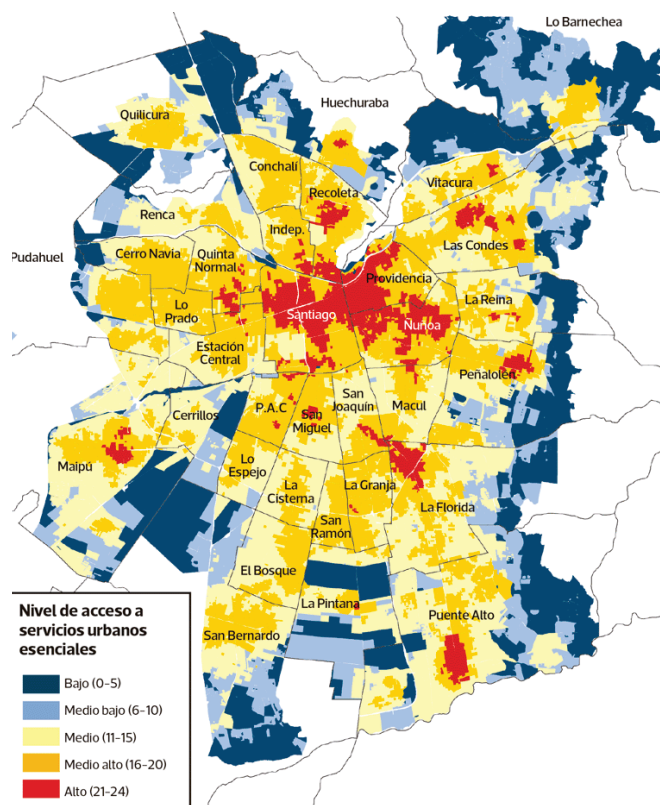 Lo Barnechea
Huechuraba
Quilicura
Conchalí
Recoleta
Vitacura
Renca
Indep.
Las Condes
Pudahuel
Cerro Navia
Quinta
Normal
Providencia
La Reina
Lo
Prado
Santiago
Ñuñoa
Estación
Central
Peñalolén
P.A.C
San
Miguel
San
Joaquín
Macul
Cerrillos
Maipú
Lo
Espejo
La
Cisterna
La Granja
La Florida
San
Ramón
El Bosque
La Pintana
Puente Alto
San Bernardo
Nivel de acceso a
servicios urbanos
esenciales
Bajo (0-5)
Medio bajo (6-10)
Medio (11-15)
Medio alto (16-20)
Alto (21-24)